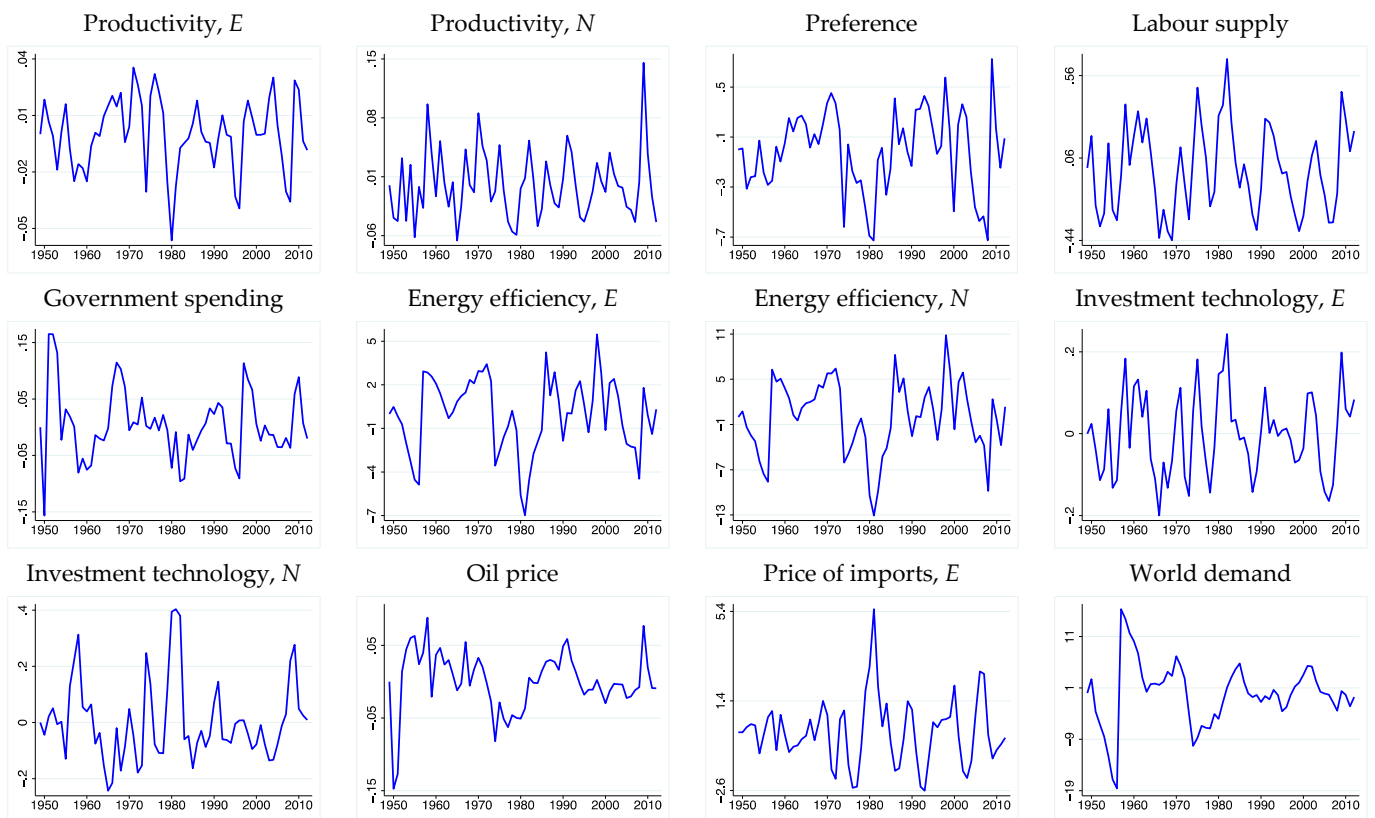 Productivity, E Productivity, N Preference Labour supply
.04 .01 −.02 −.05
1950 1960 1970 1980 1990 2000 2010
.15 .08 .01 −.06
1950 1960 1970 1980 1990 2000 2010
.5 .1 −.3 −.7
1950 1960 1970 1980 1990 2000 2010
.56 .06 −.44
1950 1960 1970 1980 1990 2000 2010
Government spending Energy efficiency, E Energy efficiency, N Investment technology, E
.15 .05 −.05 −.15
1950 1960 1970 1980 1990 2000 2010
5 2 −1 −4 −7
1950 1960 1970 1980 1990 2000 2010
11 5 −1 −7 −13
1950 1960 1970 1980 1990 2000 2010
.2 0 −.2
1950 1960 1970 1980 1990 2000 2010
Investment technology, N Oil price Price of imports, E World demand
.4 .2 0 −.2
1950 1960 1970 1980 1990 2000 2010
.05 −.05 −.15
1950 1960 1970 1980 1990 2000 2010
5.4 1.4 −2.6
1950 1960 1970 1980 1990 2000 2010
11 1 −9 −19
1950 1960 1970 1980 1990 2000 2010